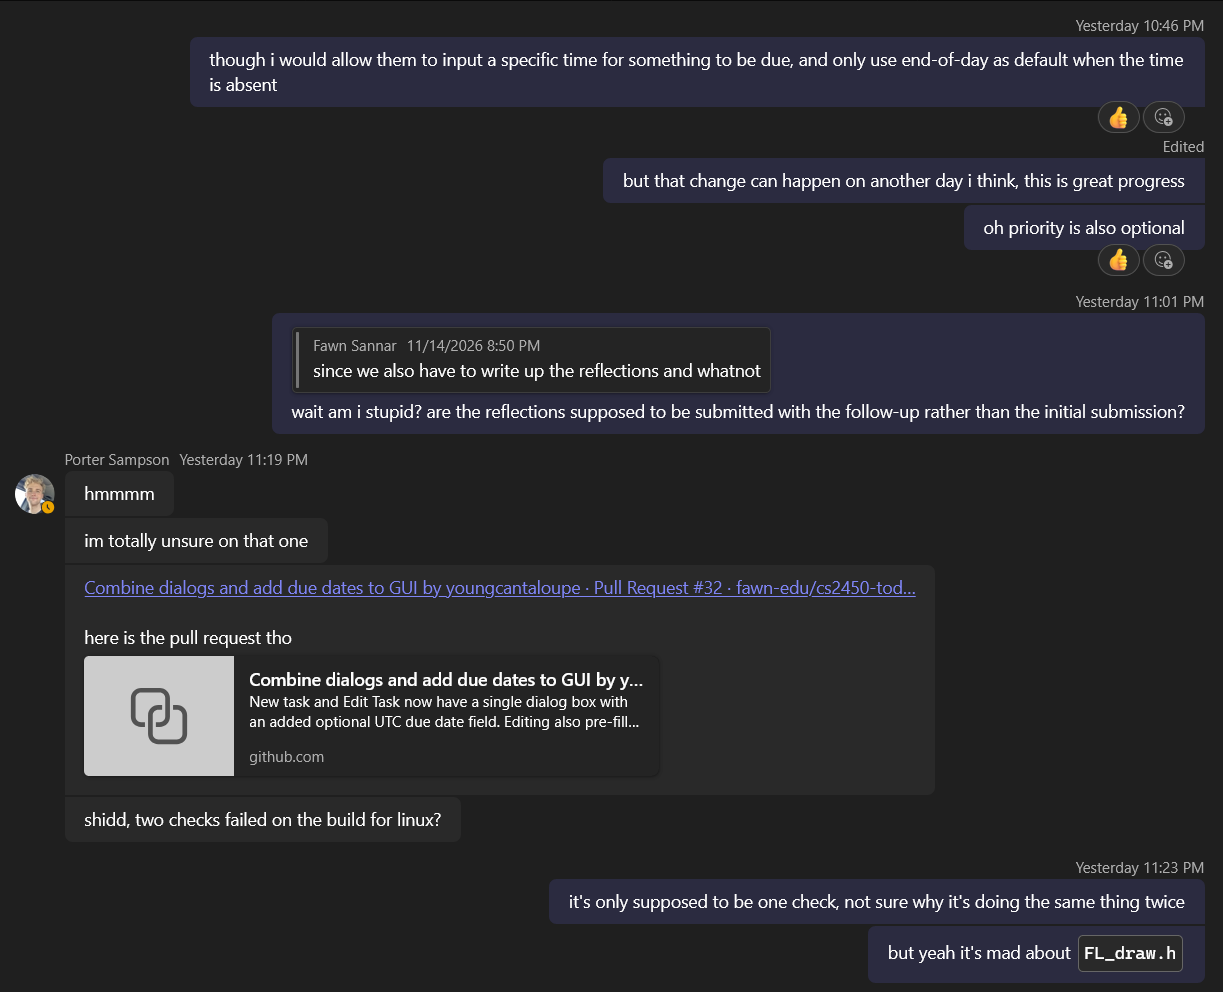 Yesterday 10:46 PM
though i would allow them to input a specific time for something to be due, and only use end-of-day as default when the time
is absent
Edited
but that change can happen on another day i think, this is great progress
oh priority is also optional
Yesterday 11:01 PM
Fawn Sannar 11/14/2026 8:50 PM
since we also have to write up the reflections and whatnot
wait am i stupid? are the reflections supposed to be submitted with the follow-up rather than the initial submission?
Porter Sampson Yesterday 11:19 PM
hmmmm
im totally unsure on that one
Combine dialogs and add due dates to GUI by youngcantaloupe · Pull Request #32 · fawn-edu/cs2450-tod...
here is the pull request tho
Combine dialogs and add due dates to GUI by y...
New task and Edit Task now have a single dialog box with
an added optional UTC due date field. Editing also pre-fill...
github.com
shidd, two checks failed on the build for linux?
Yesterday 11:23 PM
it's only supposed to be one check, not sure why it's doing the same thing twice
but yeah it's mad about FL_draw.h